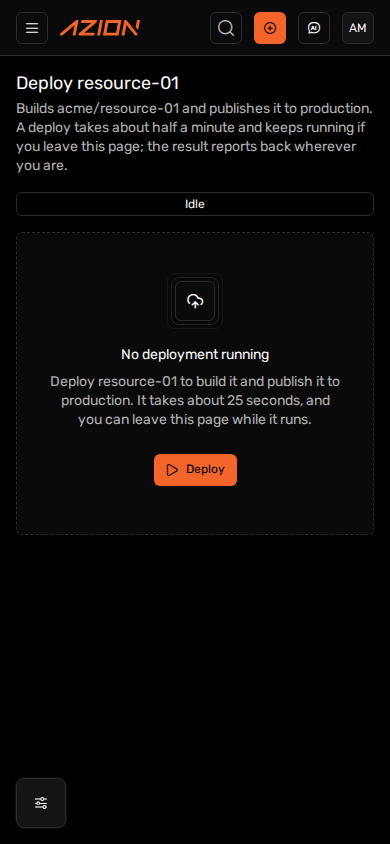 AZION
AI
AM
Deploy resource-01
Builds acme/resource-01 and publishes it to production.
A deploy takes about half a minute and keeps running if
you leave this page; the result reports back wherever
you are.
Idle
No deployment running
Deploy resource-01 to build it and publish it to
production. It takes about 25 seconds, and
you can leave this page while it runs.
Deploy